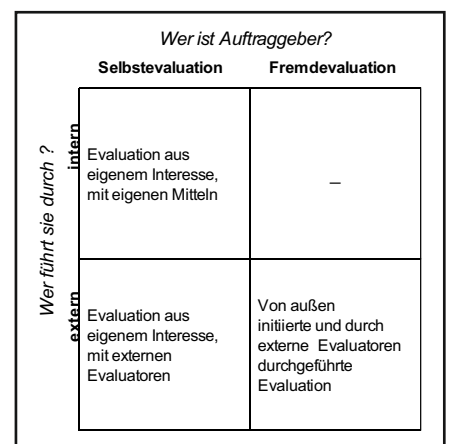 Wer ist Auftraggeber?
Selbstevaluation Fremdevaluation
Wer führt sie durch ?
intern
Evaluation aus
eigenem Interesse,
mit eigenen Mitteln
–
extern
Evaluation aus
eigenem Interesse,
mit externen
Evaluatoren
Von außen
initiierte und durch
externe Evaluatoren
durchgeführte
Evaluation